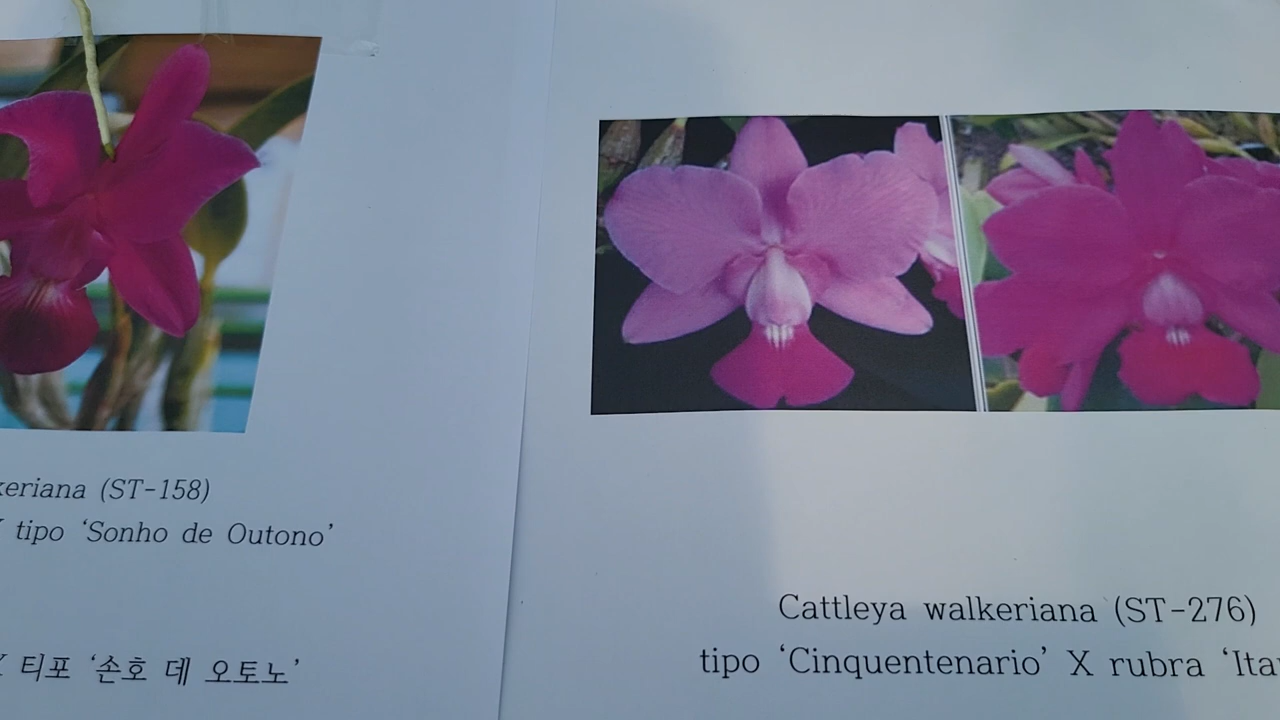 (ST-158)
tipo ‘Sonho de Outono’
티포 ‘손호 데 오토노’
Cattleya walkeriana (ST-276)
tipo ‘Cinquentenario’ X rubra